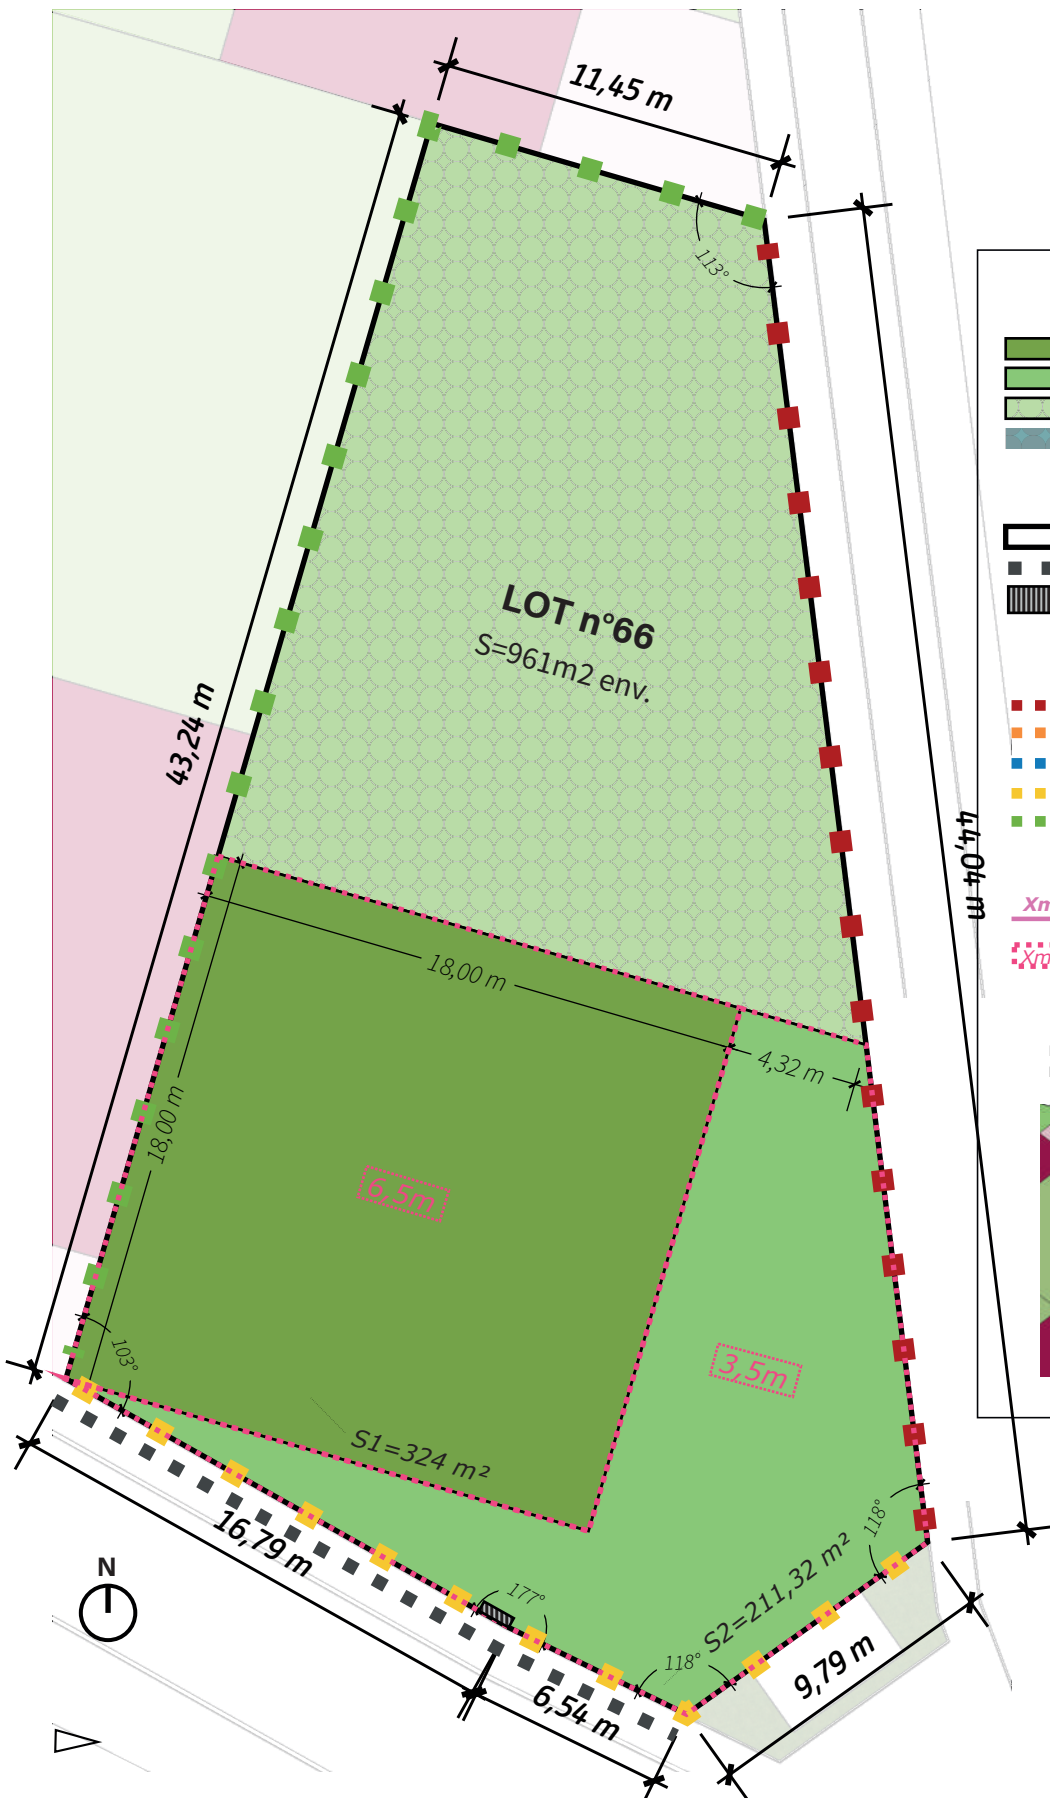 11,45 m
113°
LOT n°66
S=961m2 env.
43,24 m
44,04 m
Xm
Xm
18,00 m
4,32 m
18,00 m
6,5m
3,5m
103°
S1=324 m²
118°
16,79 m
S2=211,32 m²
N
177°
118°
9,79 m
6,54 m